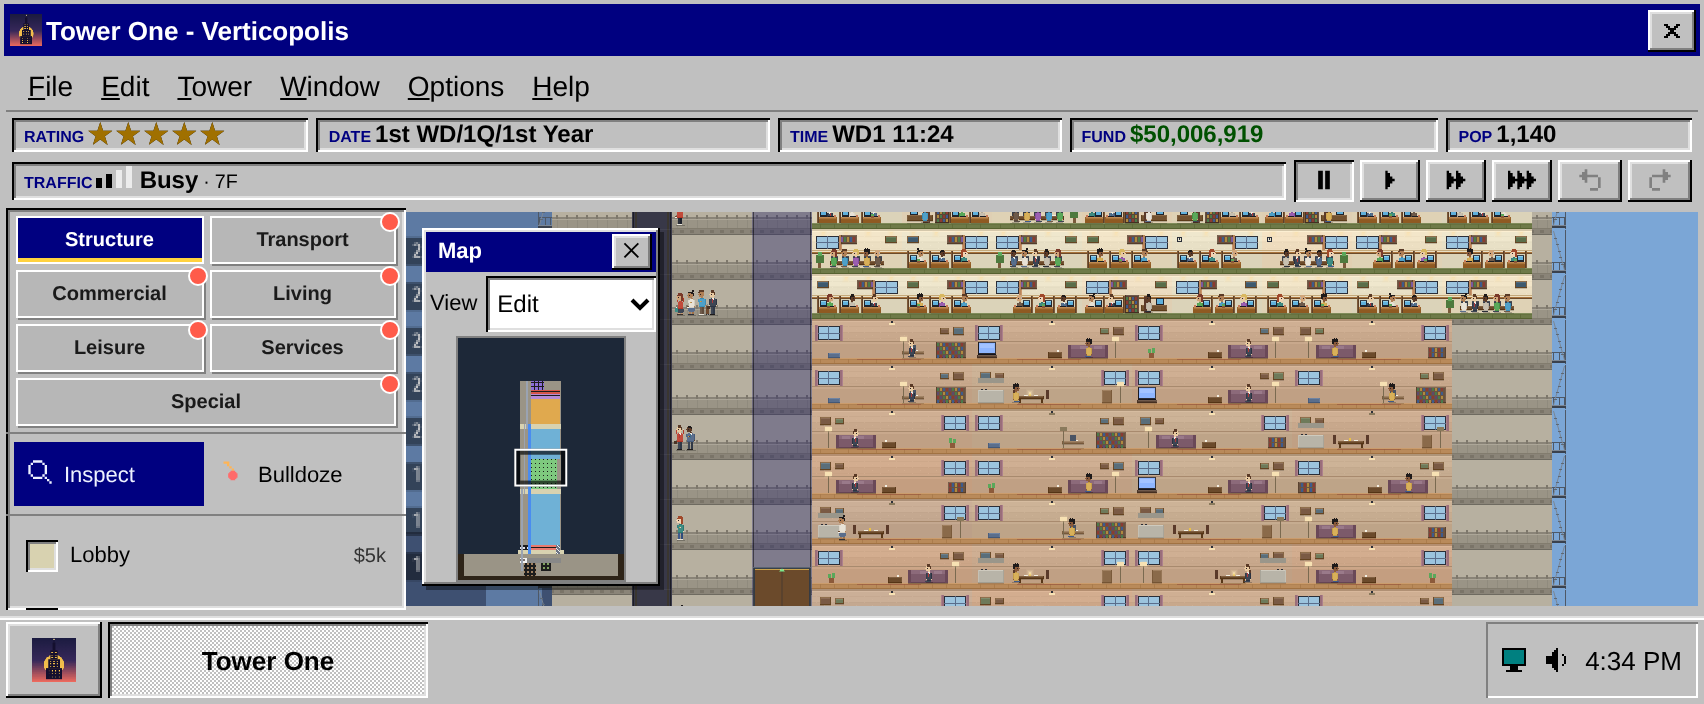 Tower One - Verticopolis
File Edit Tower Window Options Help
RATING
DATE 1st WD/1Q/1st Year
TIME WD1 11:24
FUND $50,006,919
POP 1,140
TRAFFIC Busy · 7F
Structure
Transport
Commercial
Living
Leisure
Services
Special
Inspect
Bulldoze
Lobby $5k
Map
View Edit
Tower One
4:34 PM